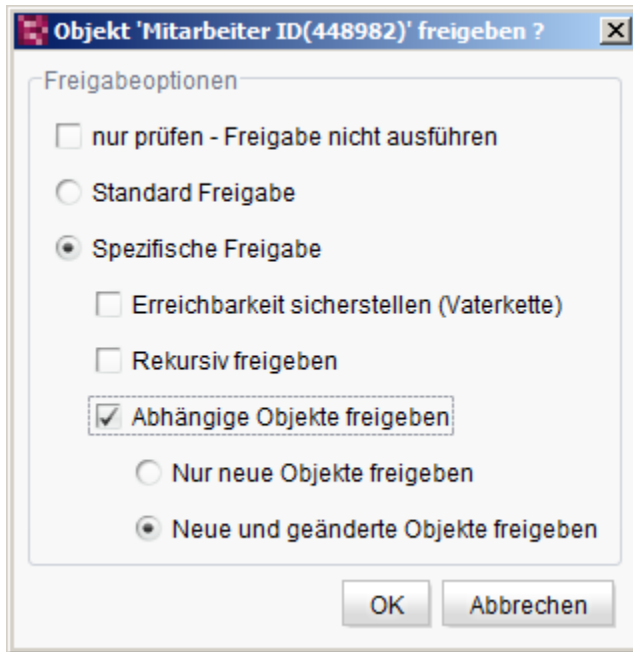 Objekt 'Mitarbeiter ID(448982)' freigeben ?
Freigabeoptionen
nur prüfen - Freigabe nicht ausführen
Standard Freigabe
Spezifische Freigabe
Erreichbarkeit sicherstellen (Vaterkette)
Rekursiv freigeben
Abhängige Objekte freigeben
Nur neue Objekte freigeben
Neue und geänderte Objekte freigeben
OK Abbrechen